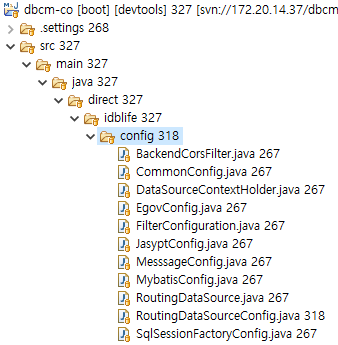 dbcm-co [boot] [devtools] 327 [svn://172.20.14.37/dbcm
.settings 268
src 327
main 327
java 327
direct 327
idblife 327
config 318
BackendCorsFilter.java 267
CommonConfig.java 267
DataSourceContextHolder.java 267
EgovConfig.java 267
FilterConfiguration.java 267
JasyptConfig.java 267
MesssageConfig.java 267
MybatisConfig.java 267
RoutingDataSource.java 267
RoutingDataSourceConfig.java 318
SqlSessionFactoryConfig.java 267